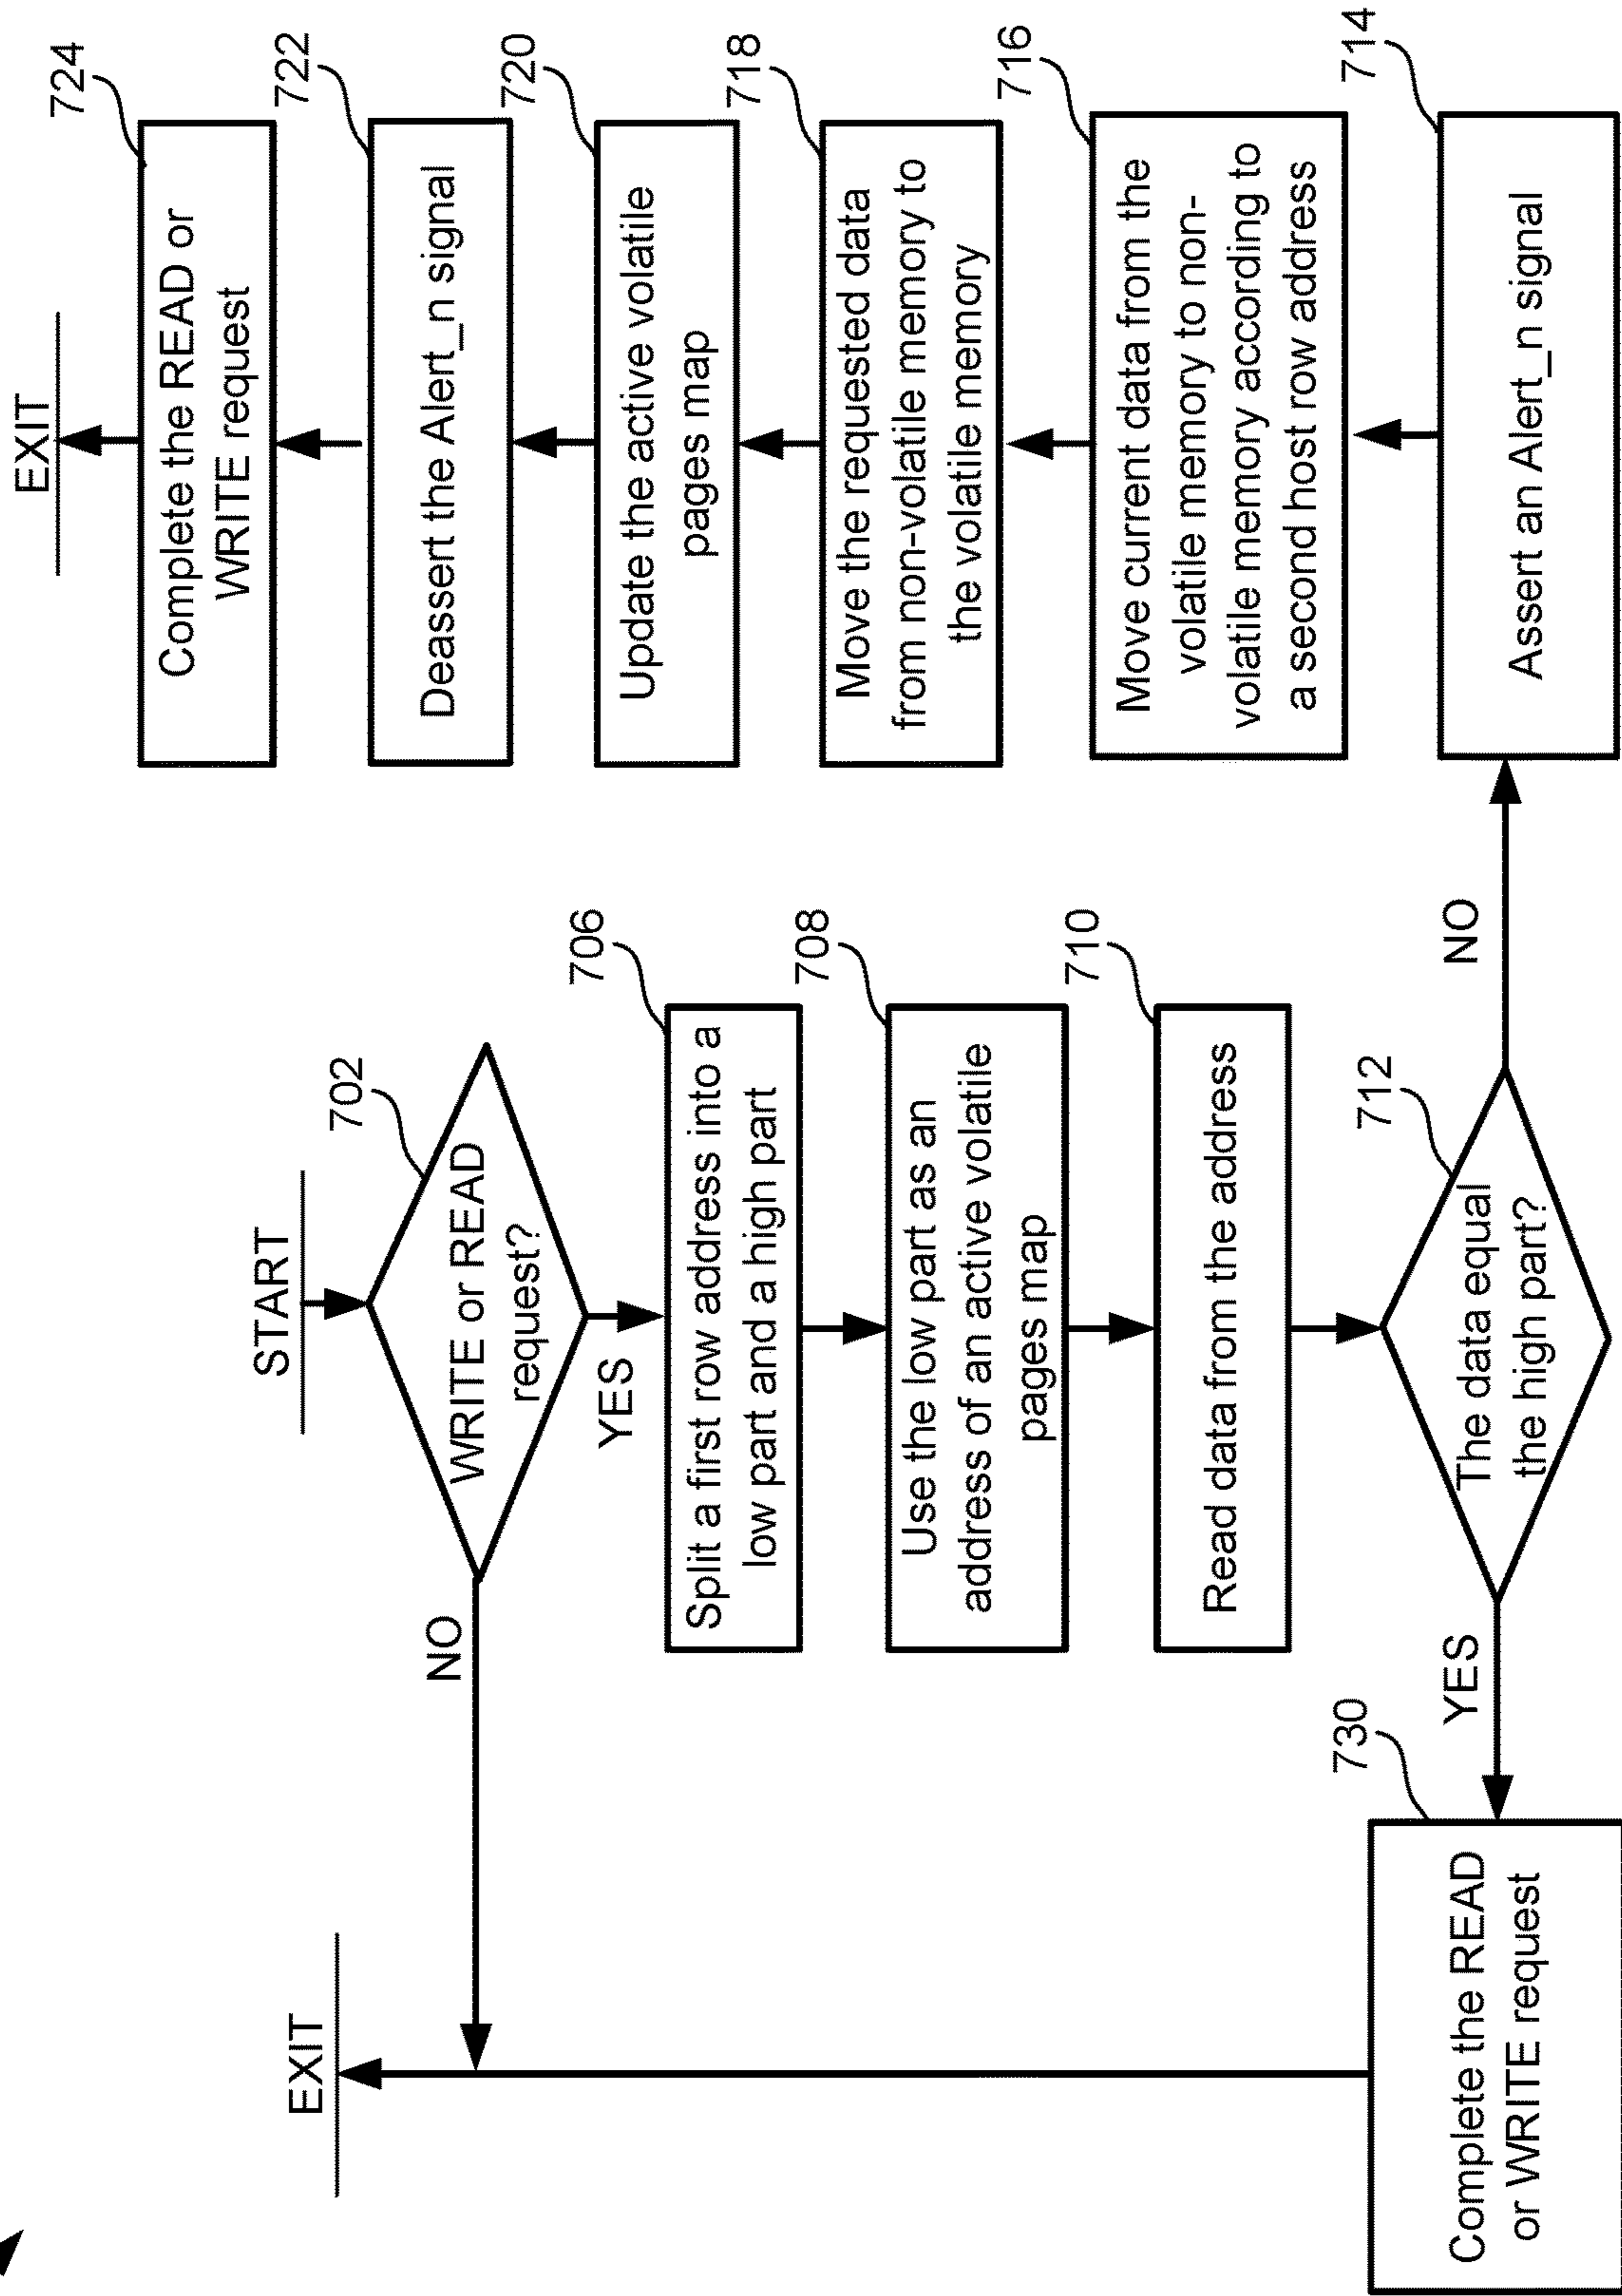 START
702
WRITE or READ
request?
NO
YES
EXIT
706
Split a first row address into a
low part and a high part
708
Use the low part as an
address of an active volatile
pages map
710
Read data from the address
712
The data equal
the high part?
YES
730
Complete the READ
or WRITE request
NO
714
Assert an Alert_n signal
716
Move current data from the
volatile memory to non-
volatile memory according to
a second host row address
718
Move the requested data
from non-volatile memory to
the volatile memory
720
Update the active volatile
pages map
722
Deassert the Alert_n signal
724
Complete the READ or
WRITE request
EXIT